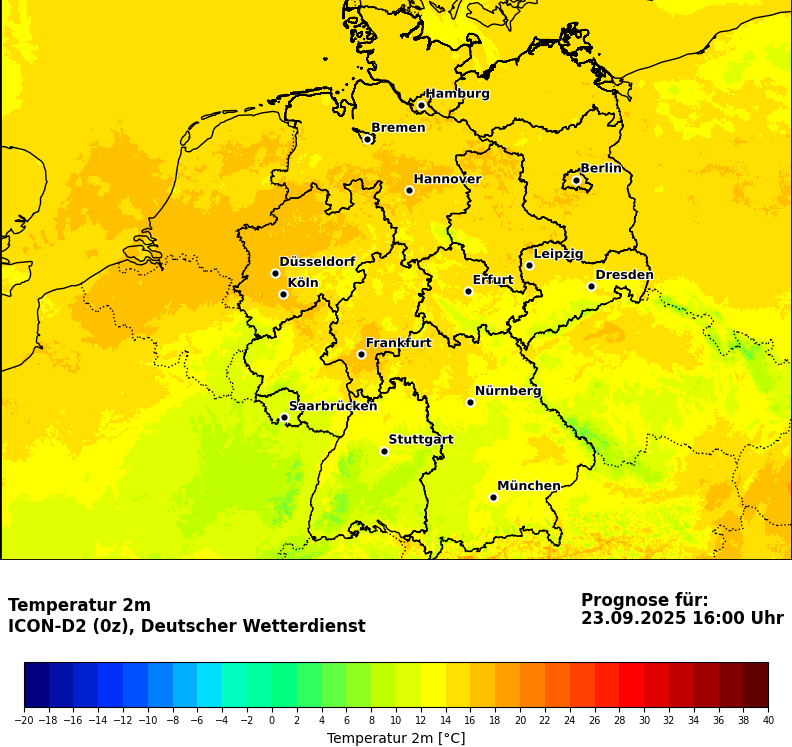 Hamburg
Bremen
Berlin
Hannover
Leipzig
Düsseldorf
Dresden
Köln
Erfurt
Frankfurt
Nürnberg
Saarbrücken
Stuttgart
München
Temperatur 2m
ICON-D2 (0z), Deutscher Wetterdienst
Prognose für:
23.09.2025 16:00 Uhr
−20 −18 −16 −14 −12 −10 −8 −6 −4 −2 0 2 4 6 8 10 12 14 16 18 20 22 24 26 28 30 32 34 36 38 40
Temperatur 2m [°C]